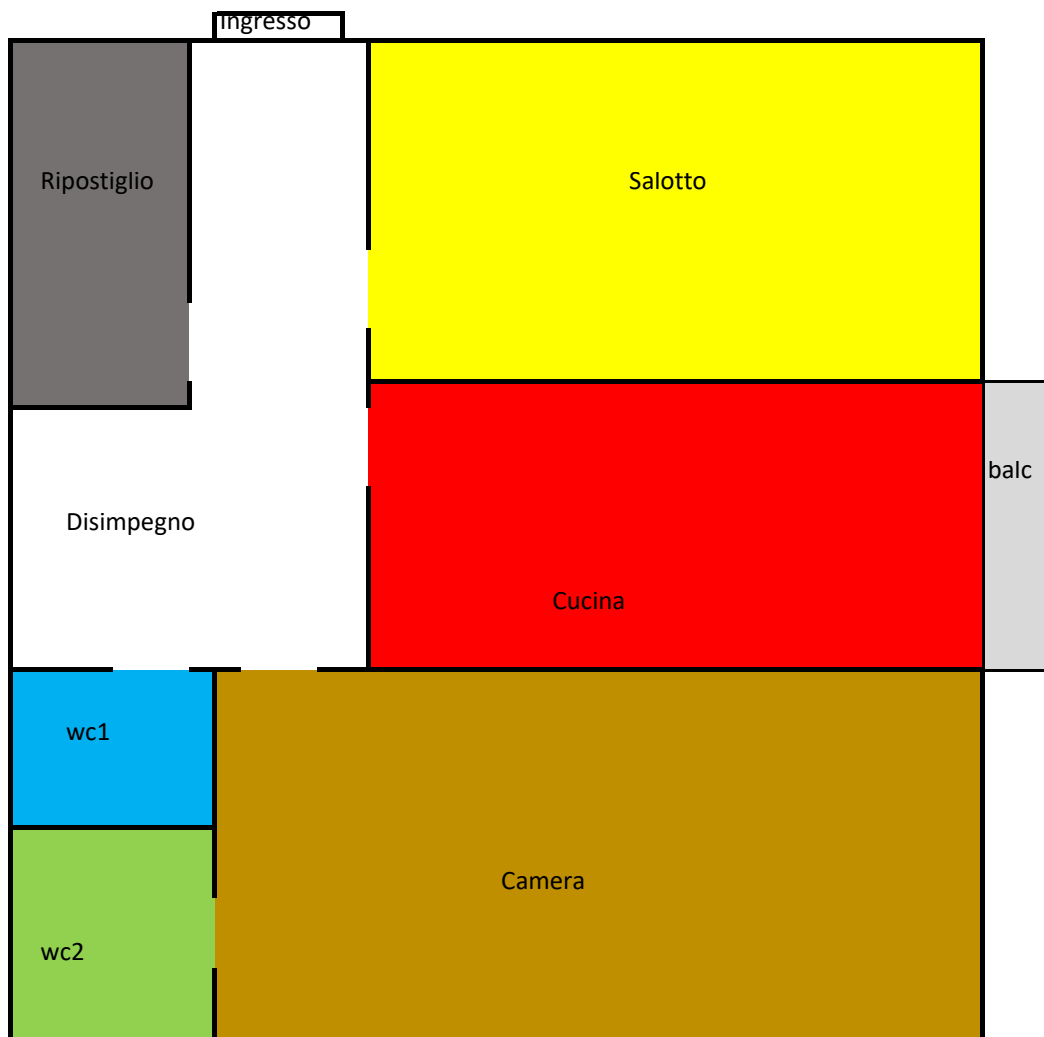 Ingresso
Ripostiglio
Salotto
balc
Disimpegno
Cucina
wc1
Camera
wc2